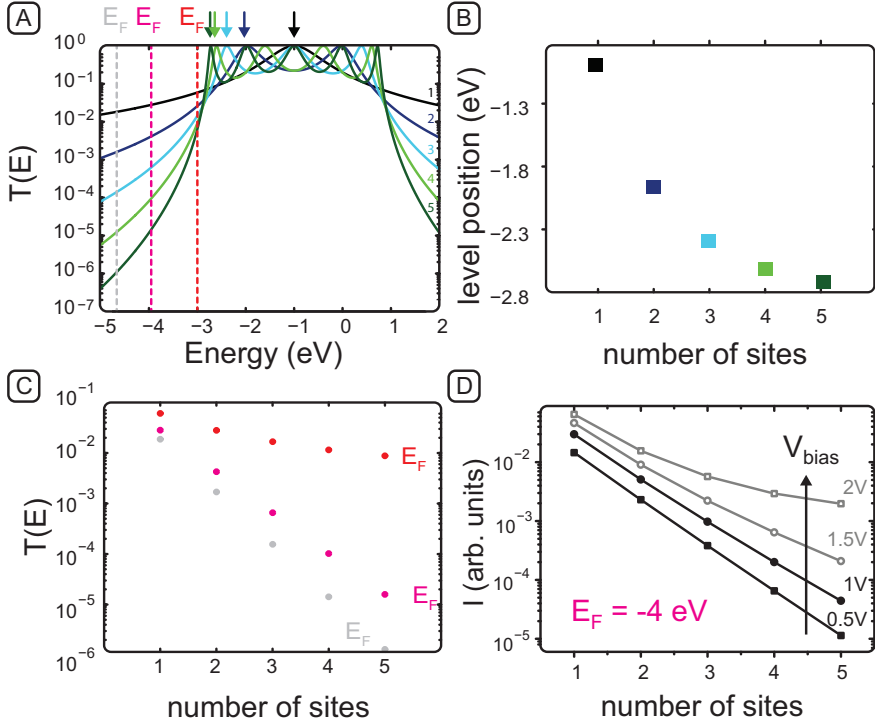 A
E_F
E_F
E_F
10^0
10^-1
10^-2
10^-3
10^-4
10^-5
10^-6
10^-7
T(E)
1
2
3
4
5
−5
−4
−3
−2
−1
0
1
2
Energy (eV)
B
level position (eV)
−1.3
−1.8
−2.3
−2.8
1
2
3
4
5
number of sites
C
T(E)
10^-1
10^-2
10^-3
10^-4
10^-5
10^-6
E_F
E_F
E_F
1
2
3
4
5
number of sites
D
I (arb. units)
10^-2
10^-3
10^-4
10^-5
V_bias
2V
1.5V
1V
0.5V
E_F = -4 eV
1
2
3
4
5
number of sites